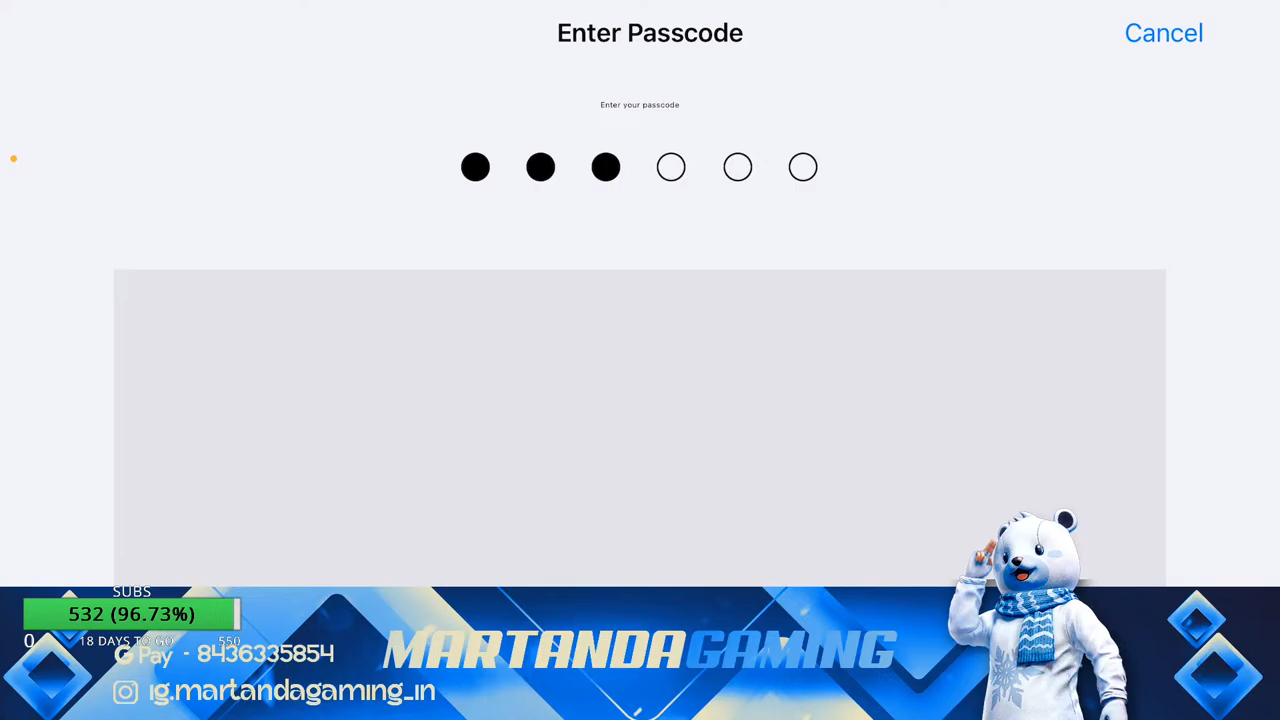 Enter Passcode
Cancel
Enter your passcode
SUBS
532 (96.73%)
0
18 DAYS TO GO
550
G Pay - 8436335854
MARTANDAGAMING
ig.martandagaming_in